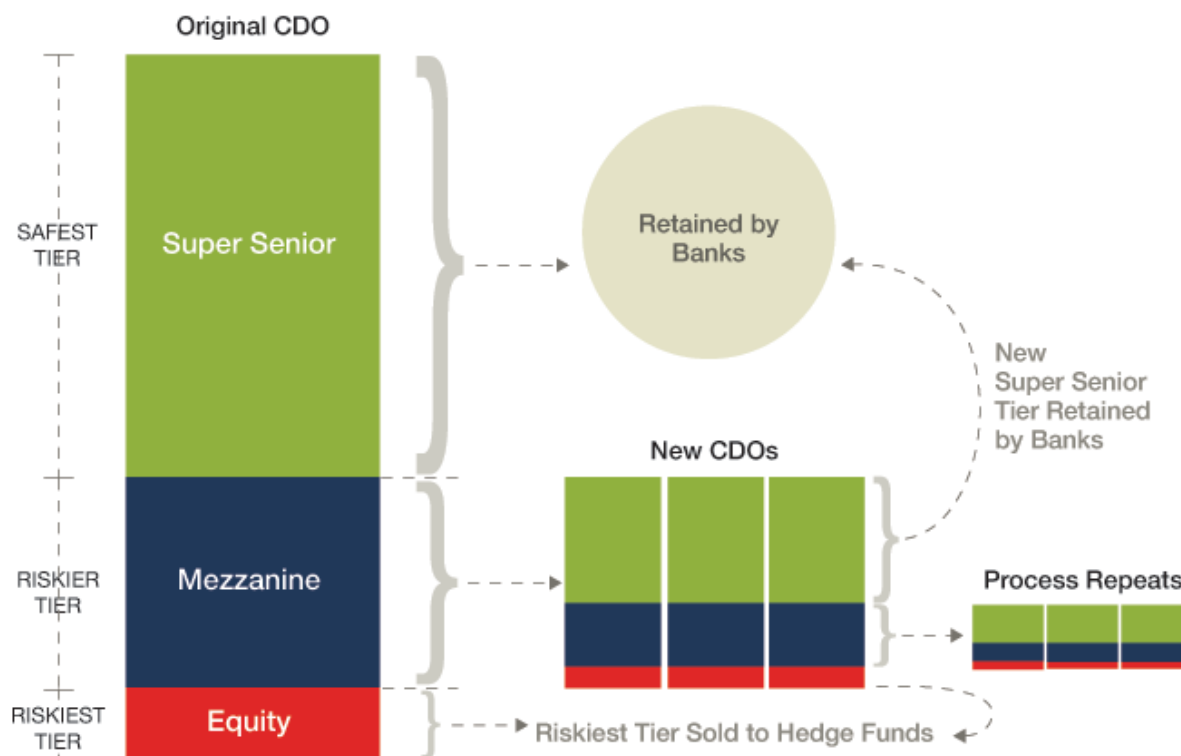 Original CDO
SAFEST
TIER
Super Senior
Retained by
Banks
New
Super Senior
Tier Retained
by Banks
New CDOs
RISKIER
TIER
Mezzanine
Process Repeats
RISKIEST
TIER
Equity
Riskiest Tier Sold to Hedge Funds